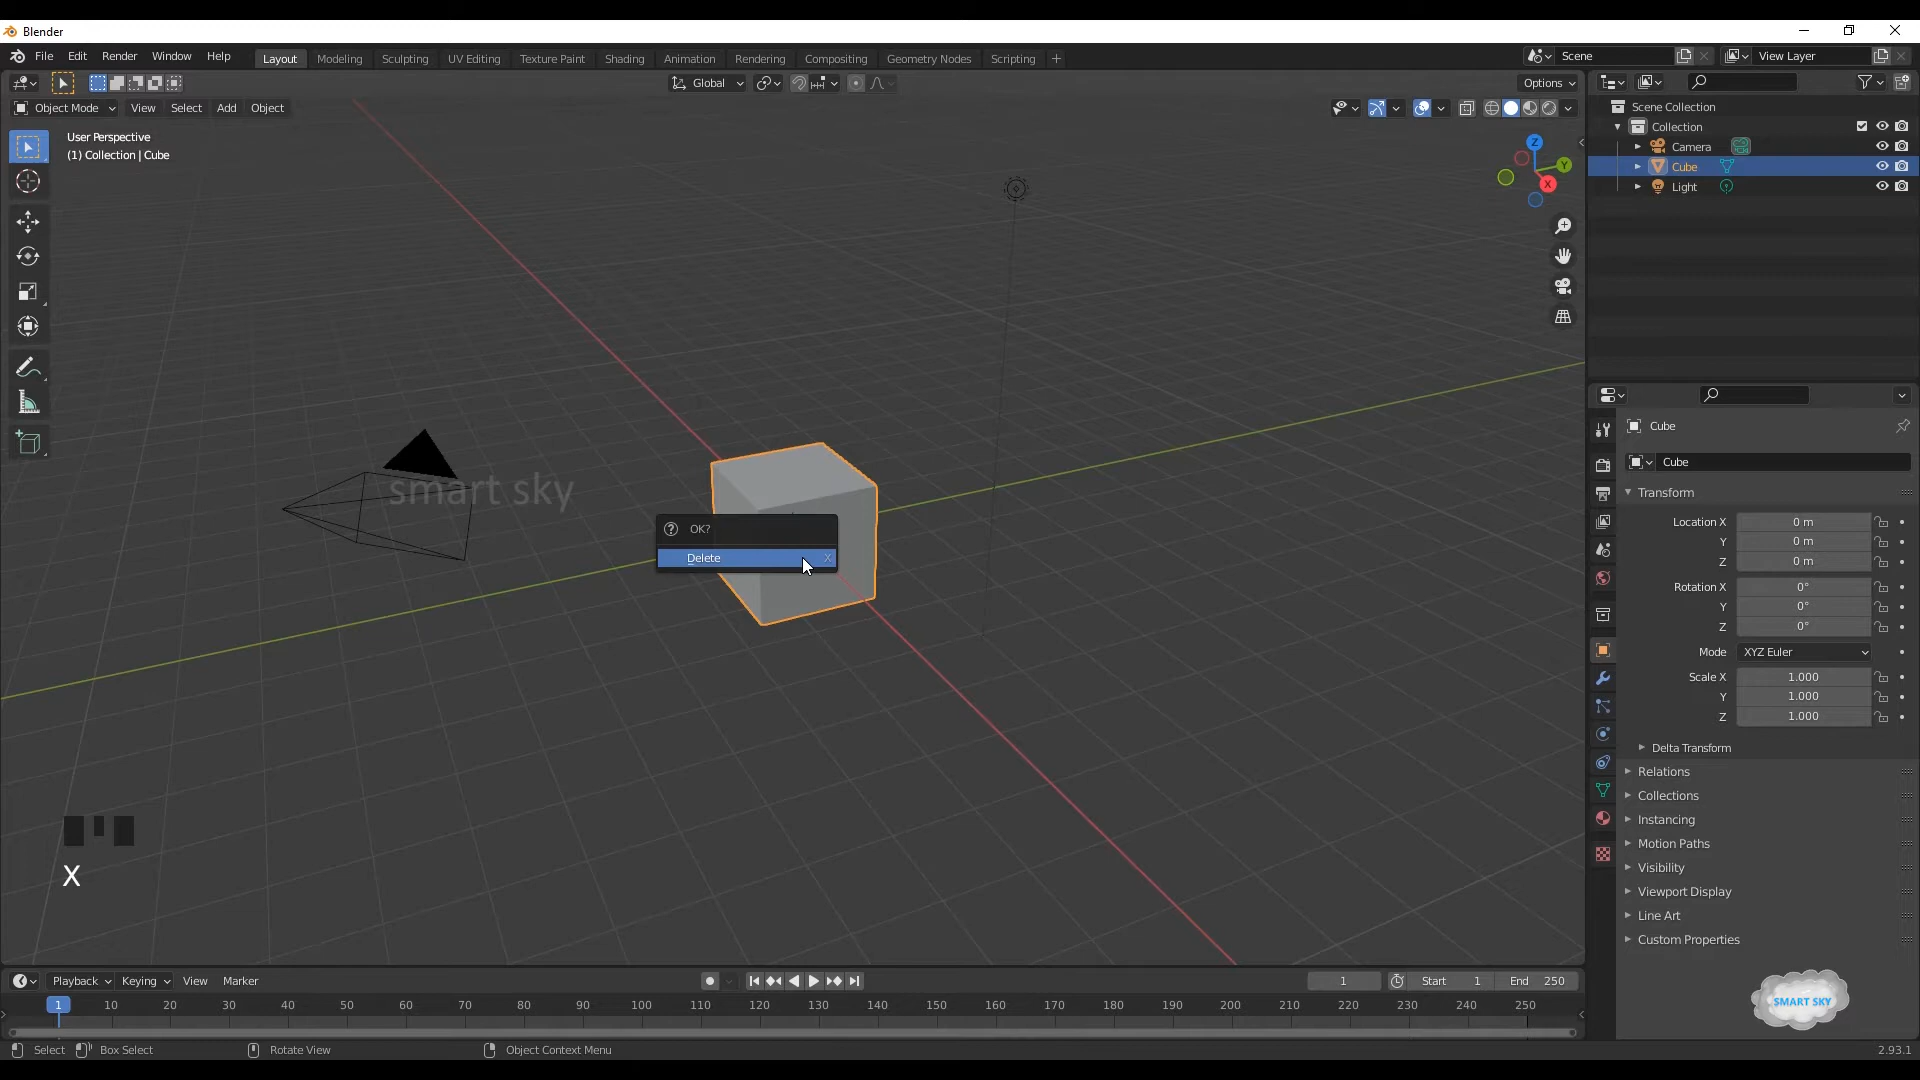 Blender
File Edit Render Window Help Layout Modeling Sculpting UV Editing Texture Paint Shading Animation Rendering Compositing Geometry Nodes Scripting + Scene View Layer
Global Options
Object Mode View Select Add Object
User Perspective
(1) Collection | Cube
Z
Y
X
Scene Collection
Collection
Camera
Cube
Light
smart sky
OK?
Delete X
Cube
Cube
Transform
Location X 0 m
Y 0 m
Z 0 m
Rotation X 0°
Y 0°
Z 0°
Mode XYZ Euler
Scale X 1.000
Y 1.000
Z 1.000
Delta Transform
Relations
Collections
Instancing
Motion Paths
Visibility
Viewport Display
Line Art
Custom Properties
X
Playback Keying View Marker 1 Start 1 End 250
1 10 20 30 40 50 60 70 80 90 100 110 120 130 140 150 160 170 180 190 200 210 220 230 240 250
SMART SKY
Select Box Select Rotate View Object Context Menu 2.93.1